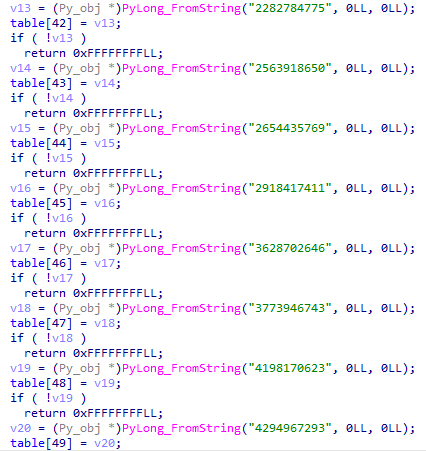 v13 = (Py_obj *)PyLong_FromString("2282784775", 0LL, 0LL);
table[42] = v13;
if ( !v13 )
  return 0xFFFFFFFFLL;
v14 = (Py_obj *)PyLong_FromString("2563918650", 0LL, 0LL);
table[43] = v14;
if ( !v14 )
  return 0xFFFFFFFFLL;
v15 = (Py_obj *)PyLong_FromString("2654435769", 0LL, 0LL);
table[44] = v15;
if ( !v15 )
  return 0xFFFFFFFFLL;
v16 = (Py_obj *)PyLong_FromString("2918417411", 0LL, 0LL);
table[45] = v16;
if ( !v16 )
  return 0xFFFFFFFFLL;
v17 = (Py_obj *)PyLong_FromString("3628702646", 0LL, 0LL);
table[46] = v17;
if ( !v17 )
  return 0xFFFFFFFFLL;
v18 = (Py_obj *)PyLong_FromString("3773946743", 0LL, 0LL);
table[47] = v18;
if ( !v18 )
  return 0xFFFFFFFFLL;
v19 = (Py_obj *)PyLong_FromString("4198170623", 0LL, 0LL);
table[48] = v19;
if ( !v19 )
  return 0xFFFFFFFFLL;
v20 = (Py_obj *)PyLong_FromString("4294967293", 0LL, 0LL);
table[49] = v20;